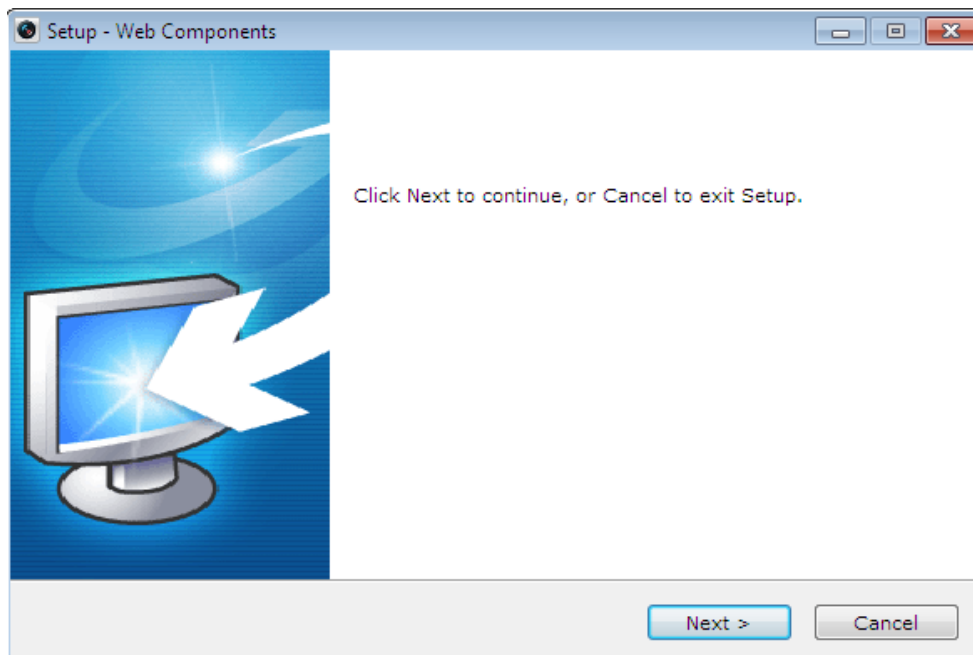 Setup - Web Components
Click Next to continue, or Cancel to exit Setup.
Next >
Cancel